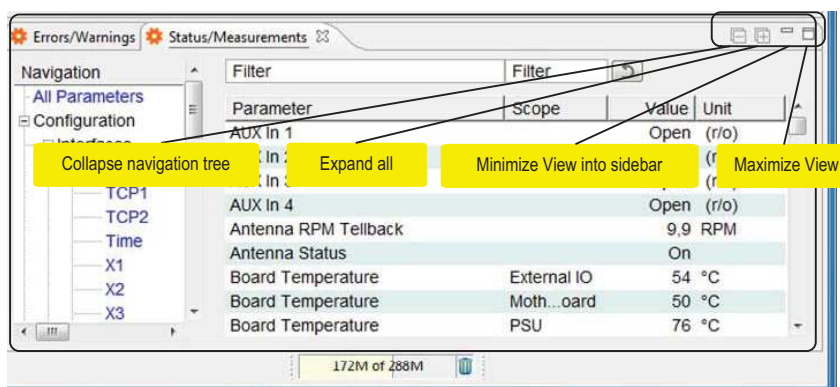 Errors/Warnings Status/Measurements
Navigation Filter Filter
All Parameters Parameter Scope Value Unit
Configuration AUX In 1 Open (r/o)
Interfaces
Collapse navigation tree Expand all Minimize View into sidebar Maximize View
TCP1
TCP2 AUX In 4 Open (r/o)
Time Antenna RPM Tellback 9,9 RPM
Antenna Status On
X1 Board Temperature External IO 54 °C
X2 Board Temperature Moth...oard 50 °C
X3 Board Temperature PSU 76 °C
172M of 288M